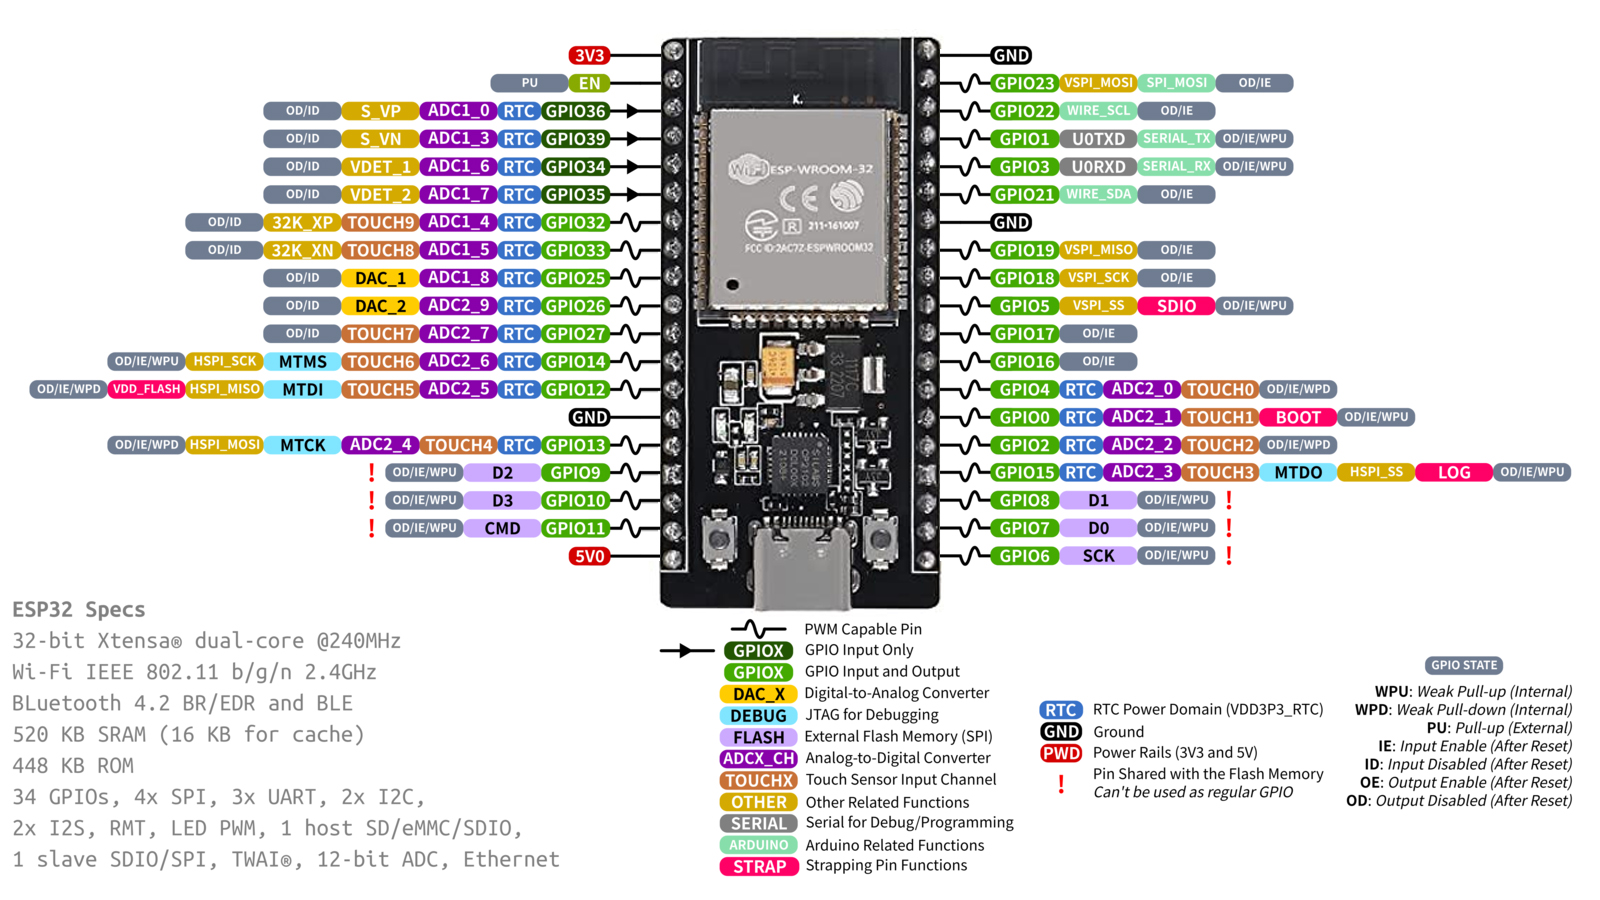 3V3
PU EN
OD/ID S_VP ADC1_0 RTC GPIO36
OD/ID S_VN ADC1_3 RTC GPIO39
OD/ID VDET_1 ADC1_6 RTC GPIO34
OD/ID VDET_2 ADC1_7 RTC GPIO35
OD/ID 32K_XP TOUCH9 ADC1_4 RTC GPIO32
OD/ID 32K_XN TOUCH8 ADC1_5 RTC GPIO33
OD/ID DAC_1 ADC1_8 RTC GPIO25
OD/ID DAC_2 ADC2_9 RTC GPIO26
OD/ID TOUCH7 ADC2_7 RTC GPIO27
OD/IE/WPU HSPI_SCK MTMS TOUCH6 ADC2_6 RTC GPIO14
OD/IE/WPD VDD_FLASH HSPI_MISO MTDI TOUCH5 ADC2_5 RTC GPIO12
GND
OD/IE/WPD HSPI_MOSI MTCK ADC2_4 TOUCH4 RTC GPIO13
! OD/IE/WPU D2 GPIO9
! OD/IE/WPU D3 GPIO10
! OD/IE/WPU CMD GPIO11
5V0
K.
Wi-Fi ESP-WROOM-32
CE
R 211-161007
FCC ID:2AC7Z-ESPWROOM32
GND
GPIO23 VSPI_MOSI SPI_MOSI OD/IE
GPIO22 WIRE_SCL OD/IE
GPIO1 U0TXD SERIAL_TX OD/IE/WPU
GPIO3 U0RXD SERIAL_RX OD/IE/WPU
GPIO21 WIRE_SDA OD/IE
GND
GPIO19 VSPI_MISO OD/IE
GPIO18 VSPI_SCK OD/IE
GPIO5 VSPI_SS SDIO OD/IE/WPU
GPIO17 OD/IE
GPIO16 OD/IE
GPIO4 RTC ADC2_0 TOUCH0 OD/IE/WPD
GPIO0 RTC ADC2_1 TOUCH1 BOOT OD/IE/WPU
GPIO2 RTC ADC2_2 TOUCH2 OD/IE/WPD
GPIO15 RTC ADC2_3 TOUCH3 MTDO HSPI_SS LOG OD/IE/WPU
GPIO8 D1 OD/IE/WPU !
GPIO7 D0 OD/IE/WPU !
GPIO6 SCK OD/IE/WPU !
ESP32 Specs
32-bit Xtensa® dual-core @240MHz
Wi-Fi IEEE 802.11 b/g/n 2.4GHz
BLuetooth 4.2 BR/EDR and BLE
520 KB SRAM (16 KB for cache)
448 KB ROM
34 GPIOs, 4x SPI, 3x UART, 2x I2C,
2x I2S, RMT, LED PWM, 1 host SD/eMMC/SDIO,
1 slave SDIO/SPI, TWAI®, 12-bit ADC, Ethernet
PWM Capable Pin
GPIOX GPIO Input Only
GPIOX GPIO Input and Output
DAC_X Digital-to-Analog Converter
DEBUG JTAG for Debugging
FLASH External Flash Memory (SPI)
ADCX_CH Analog-to-Digital Converter
TOUCHX Touch Sensor Input Channel
OTHER Other Related Functions
SERIAL Serial for Debug/Programming
ARDUINO Arduino Related Functions
STRAP Strapping Pin Functions
RTC RTC Power Domain (VDD3P3_RTC)
GND Ground
PWD Power Rails (3V3 and 5V)
! Pin Shared with the Flash Memory
Can't be used as regular GPIO
GPIO STATE
WPU: Weak Pull-up (Internal)
WPD: Weak Pull-down (Internal)
PU: Pull-up (External)
IE: Input Enable (After Reset)
ID: Input Disabled (After Reset)
OE: Output Enable (After Reset)
OD: Output Disabled (After Reset)